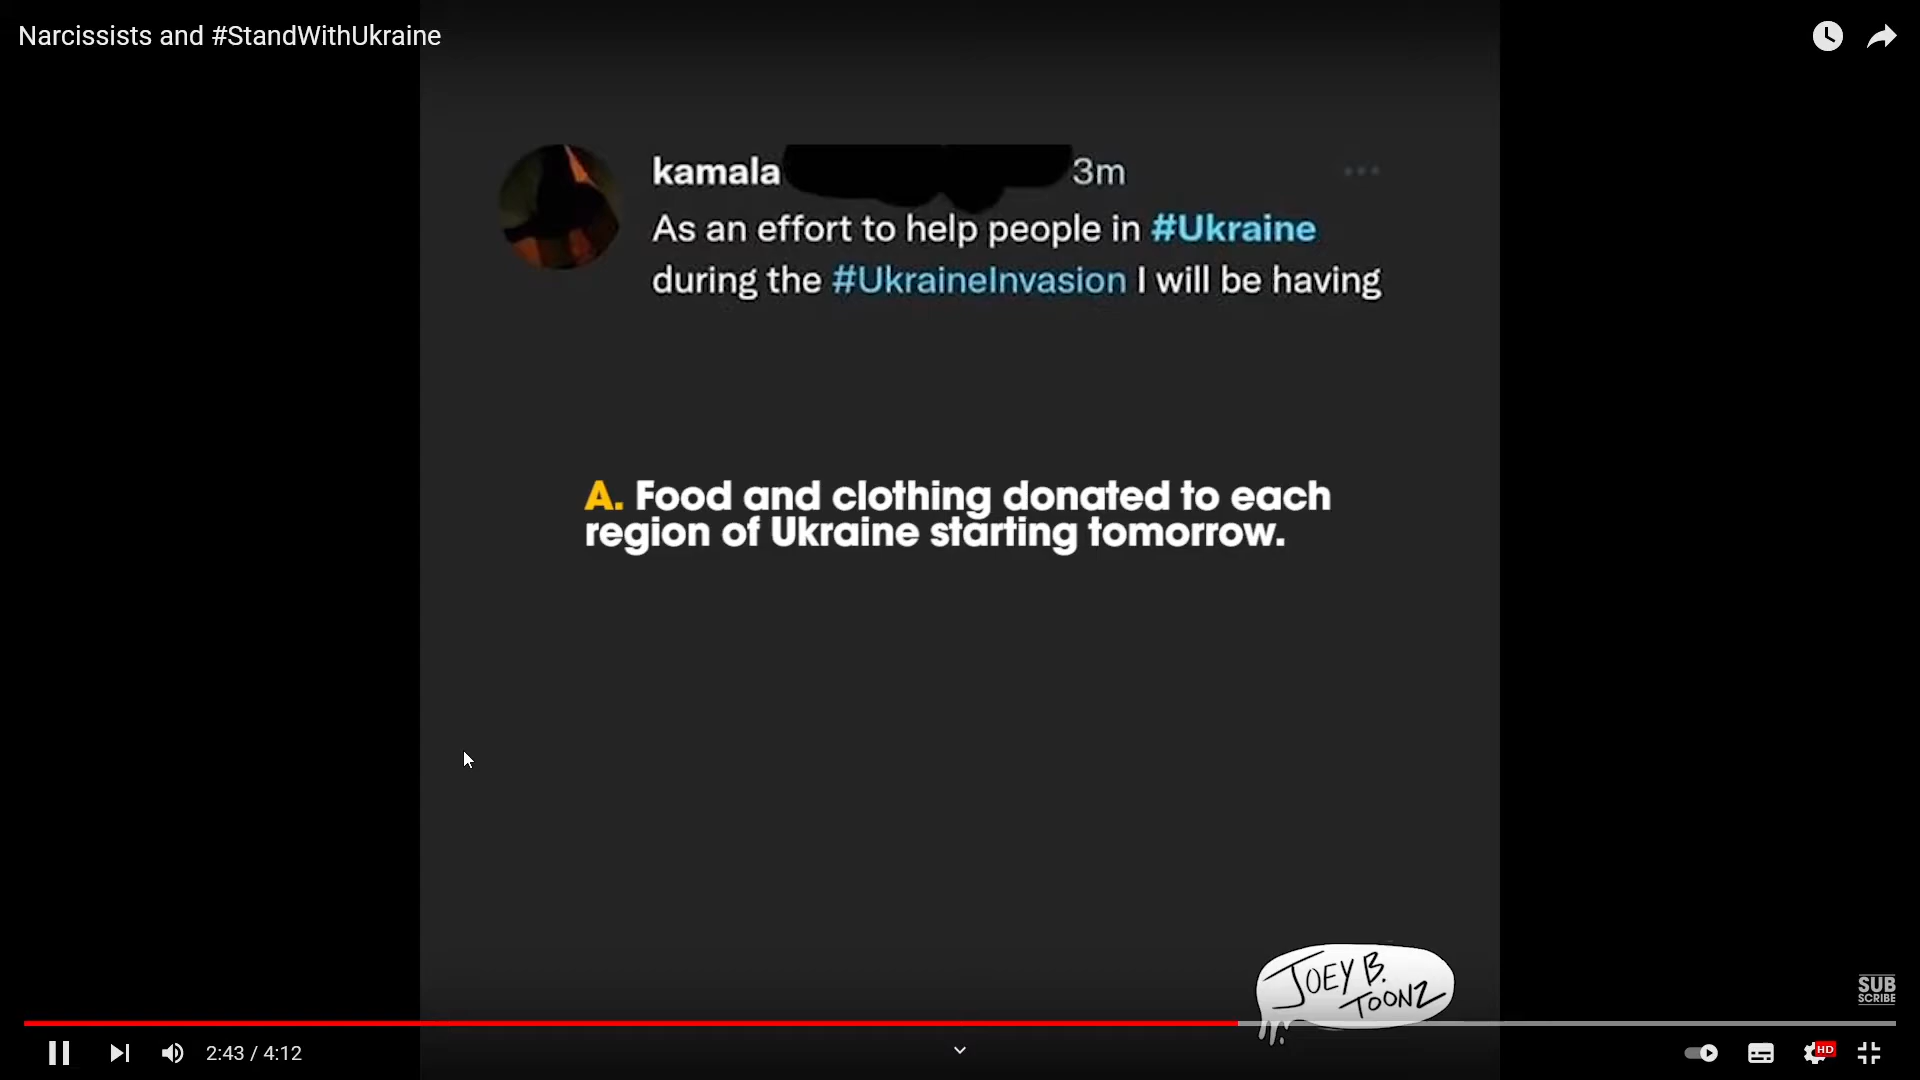 Narcissists and #StandWithUkraine
kamala 3m
As an effort to help people in #Ukraine
during the #UkraineInvasion I will be having
A. Food and clothing donated to each
region of Ukraine starting tomorrow.
JOEY B.
TOONZ
SUB
SCRIBE
2:43 / 4:12
HD